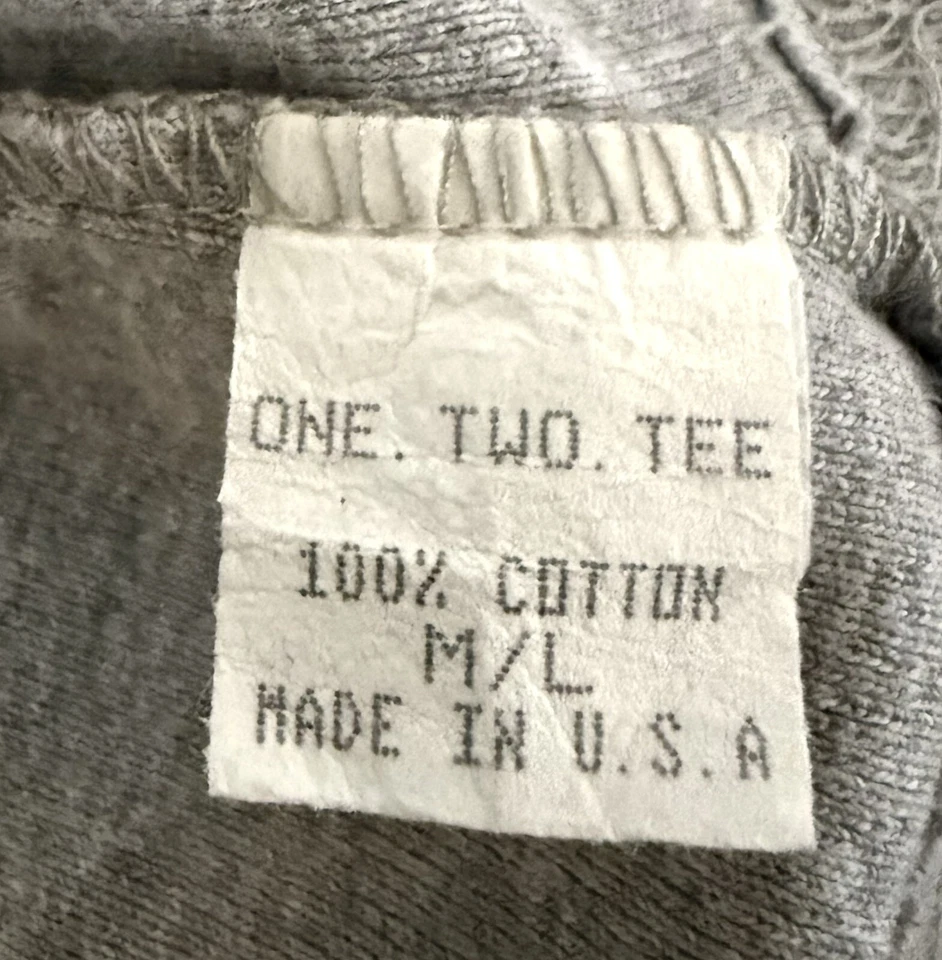 ONE. TWO. TEE
100% COTTON
M/L
MADE IN U.S.A